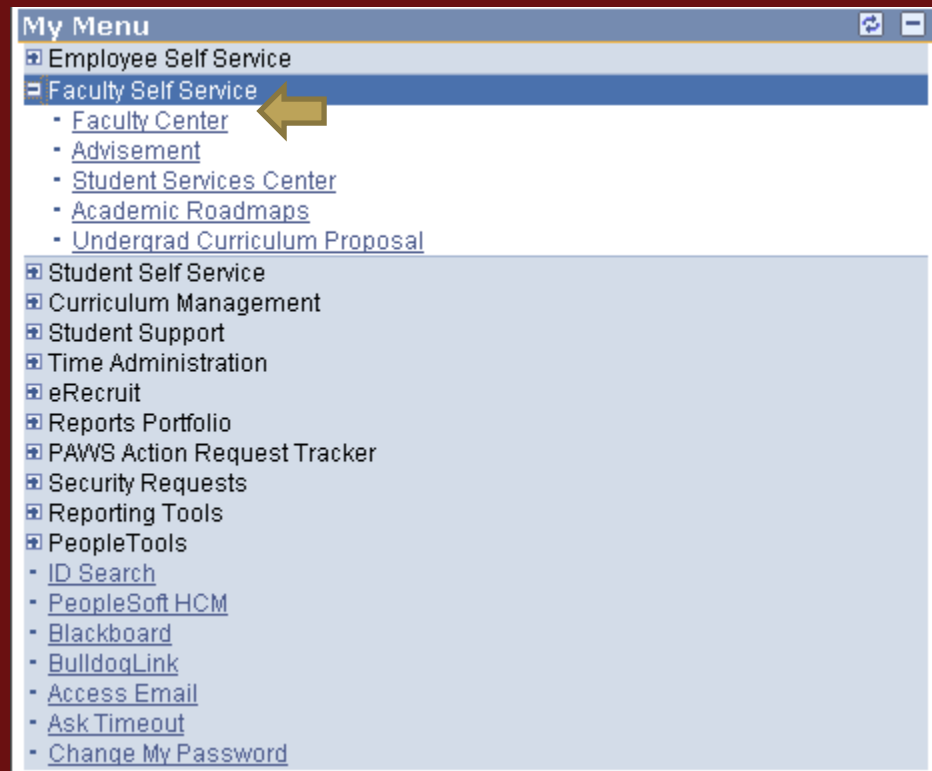 My Menu
Employee Self Service
Faculty Self Service
Faculty Center
Advisement
Student Services Center
Academic Roadmaps
Undergrad Curriculum Proposal
Student Self Service
Curriculum Management
Student Support
Time Administration
eRecruit
Reports Portfolio
PAWS Action Request Tracker
Security Requests
Reporting Tools
PeopleTools
ID Search
PeopleSoft HCM
Blackboard
BulldogLink
Access Email
Ask Timeout
Change My Password